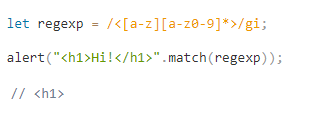 let regexp = /<[a-z][a-z0-9]*>/gi;
alert("<h1>Hi!</h1>".match(regexp));
// <h1>